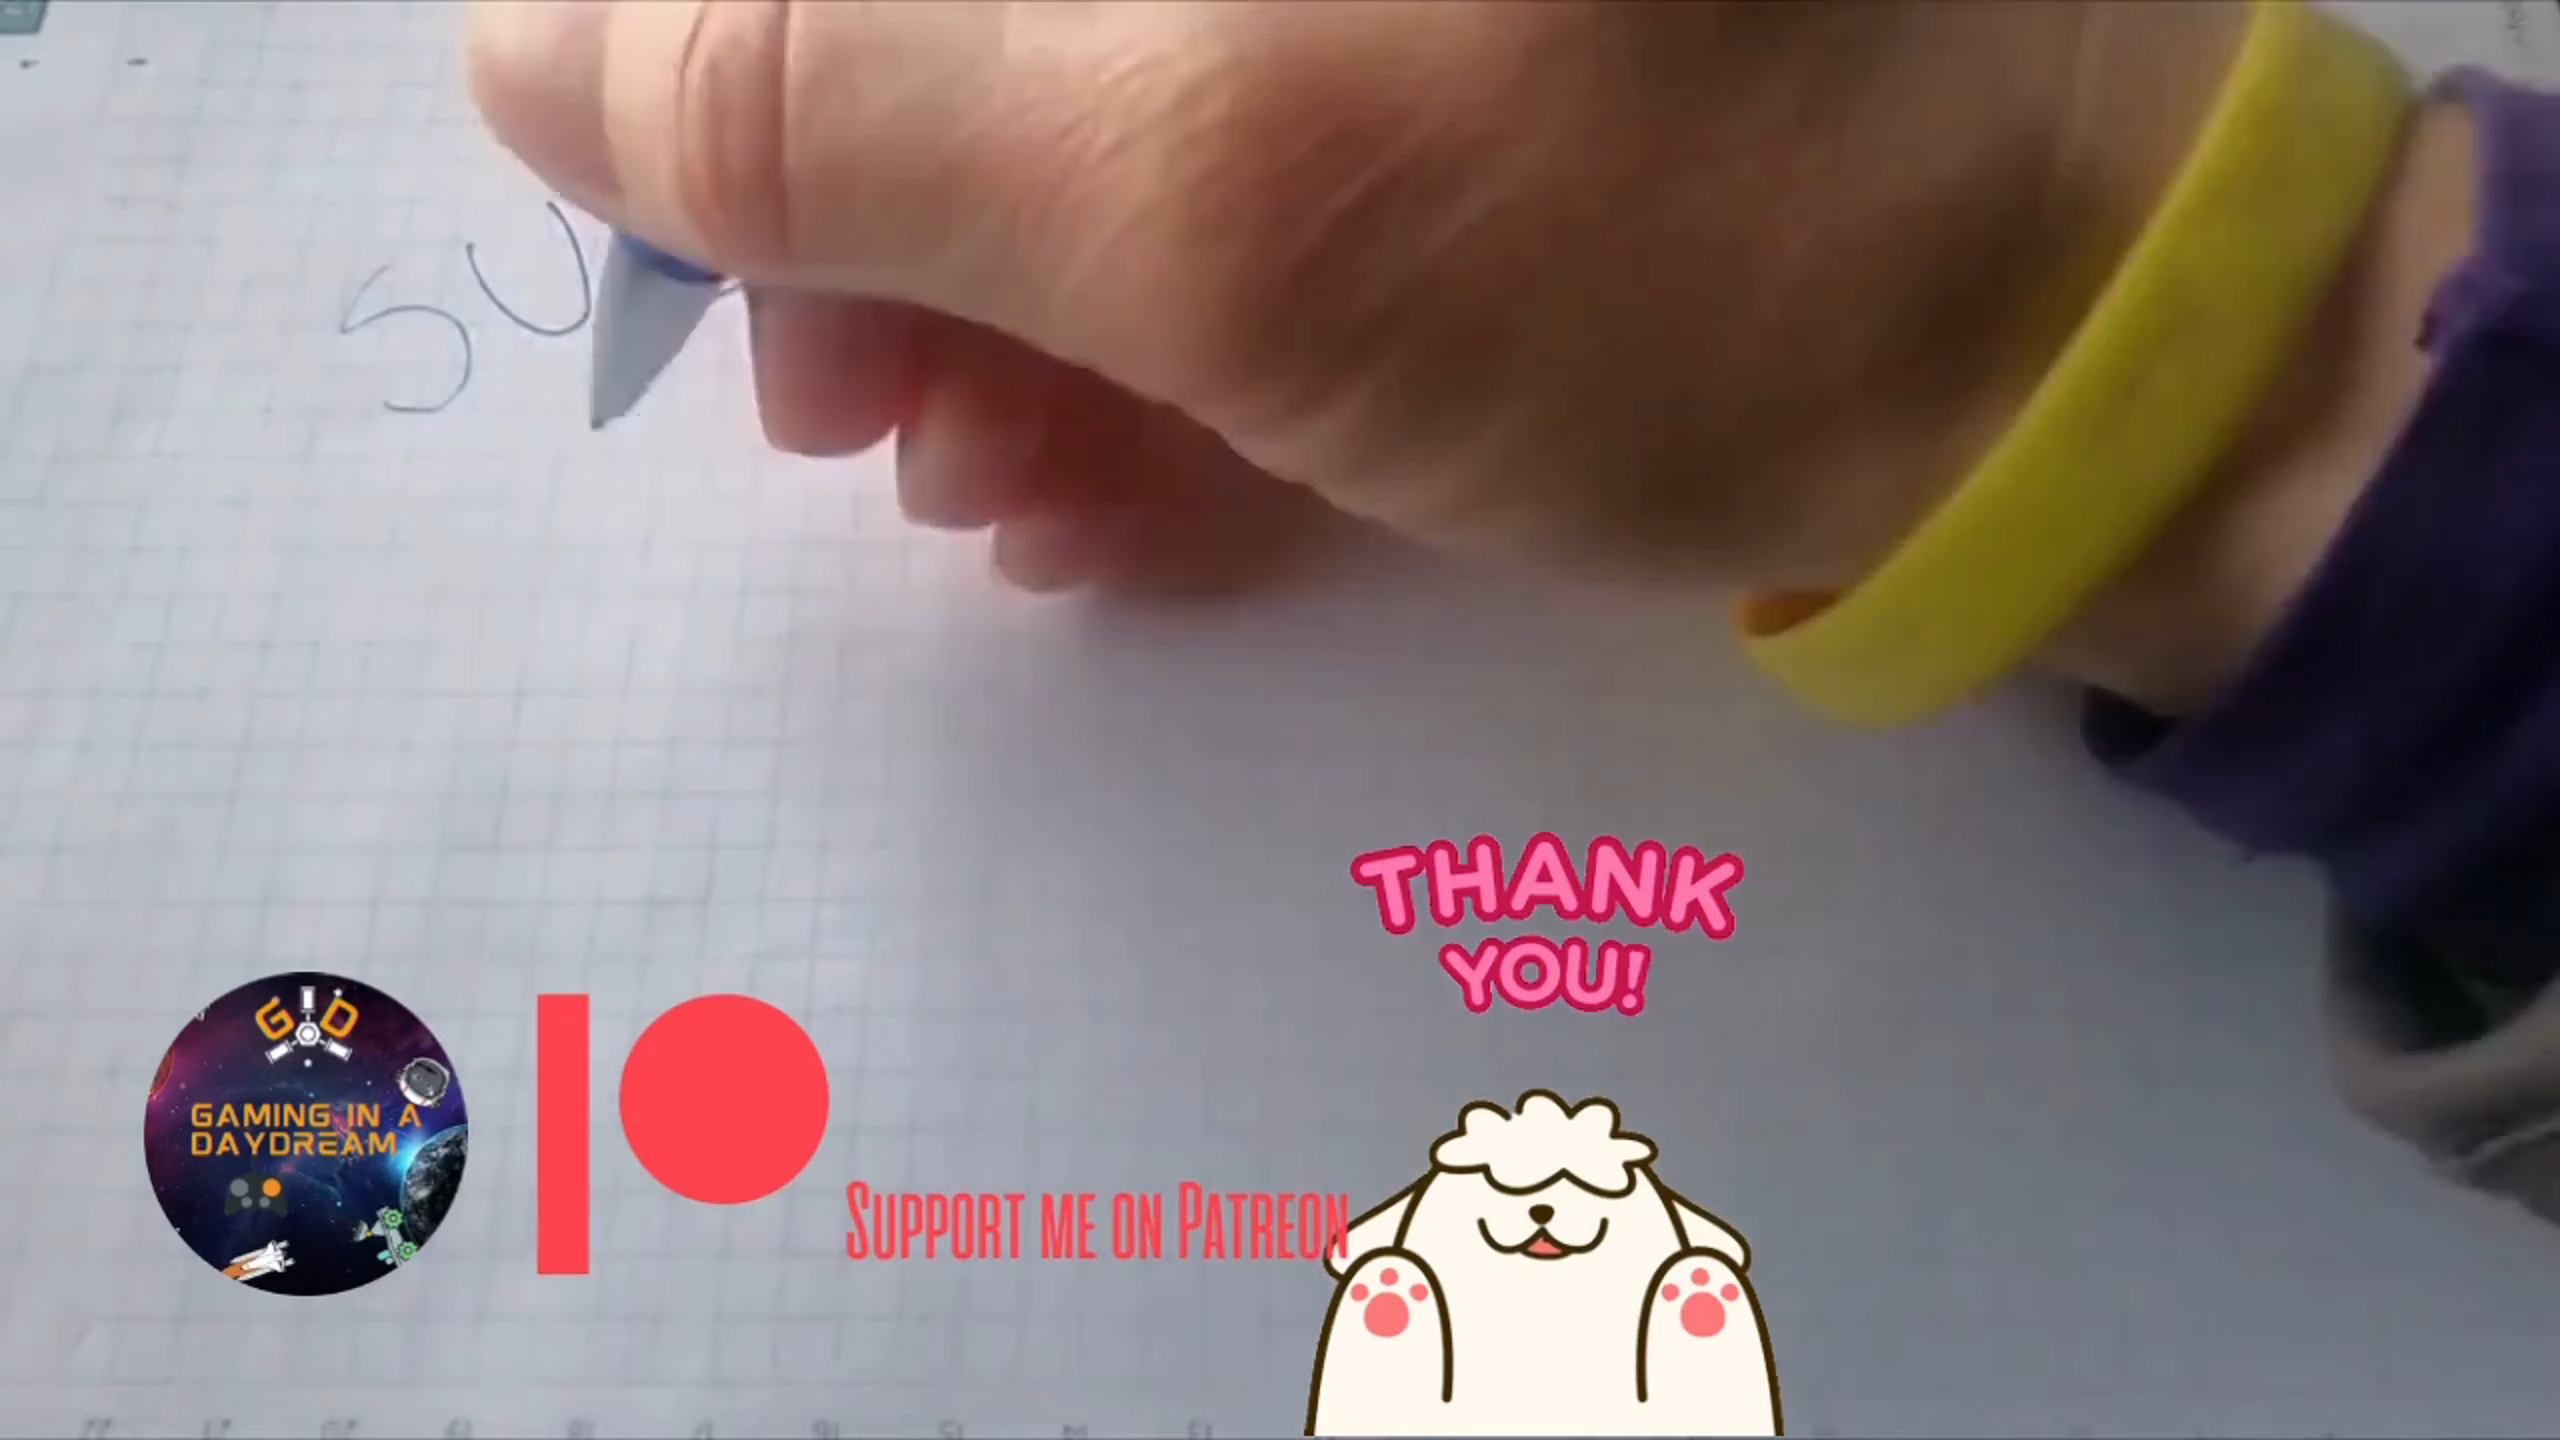 SU
G D
GAMING IN A
DAYDREAM
THANK
YOU!
SUPPORT ME ON PATREON